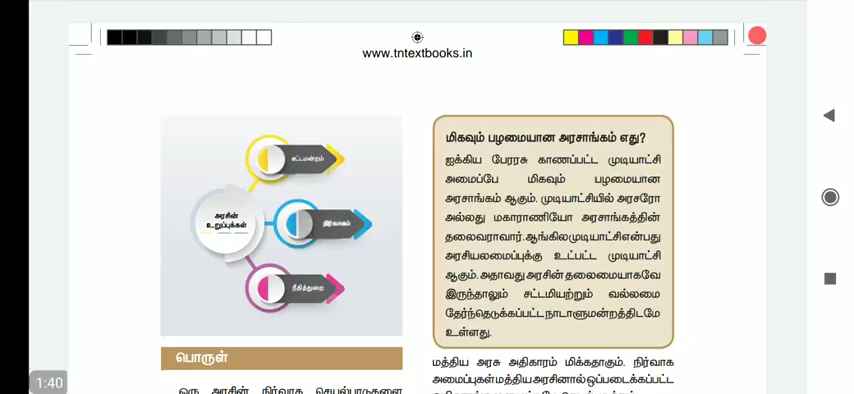 www.tntextbooks.in
சட்டமன்றம்
அரசின்
உறுப்புக்கள்
நிர்வாகம்
நீதித்துறை
பொருள்
ஒரு அரசின் நிர்வாக செயல்பாடுகளை
மிகவும் பழமையான அரசாங்கம் எது?
ஐக்கிய பேரரசு காணப்பட்ட முடியாட்சி
அமைப்பே மிகவும் பழமையான
அரசாங்கம் ஆகும். முடியாட்சியில் அரசரோ
அல்லது மகாராணியோ அரசாங்கத்தின்
தலைவராவார். ஆங்கில முடியாட்சி என்பது
அரசியலமைப்புக்கு உட்பட்ட முடியாட்சி
ஆகும். அதாவது அரசின் தலைமையாகவே
இருந்தாலும் சட்டமியற்றும் வல்லமை
தேர்ந்தெடுக்கப்பட்ட நாடாளுமன்றத்திடமே
உள்ளது.
மத்திய அரசு அதிகாரம் மிக்கதாகும். நிர்வாக
அமைப்புகள் மத்திய அரசினால் ஒப்படைக்கப்பட்ட
1:40